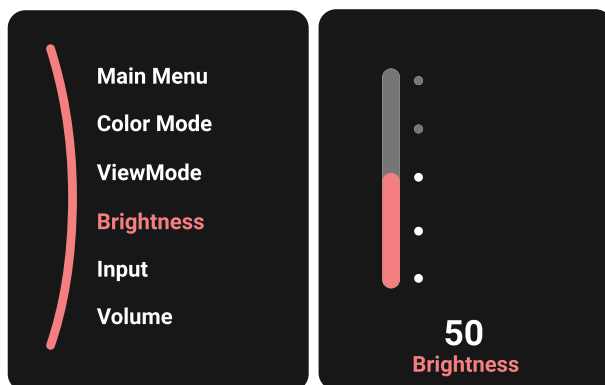 Main Menu
Color Mode
ViewMode
Brightness
Input
Volume
50
Brightness